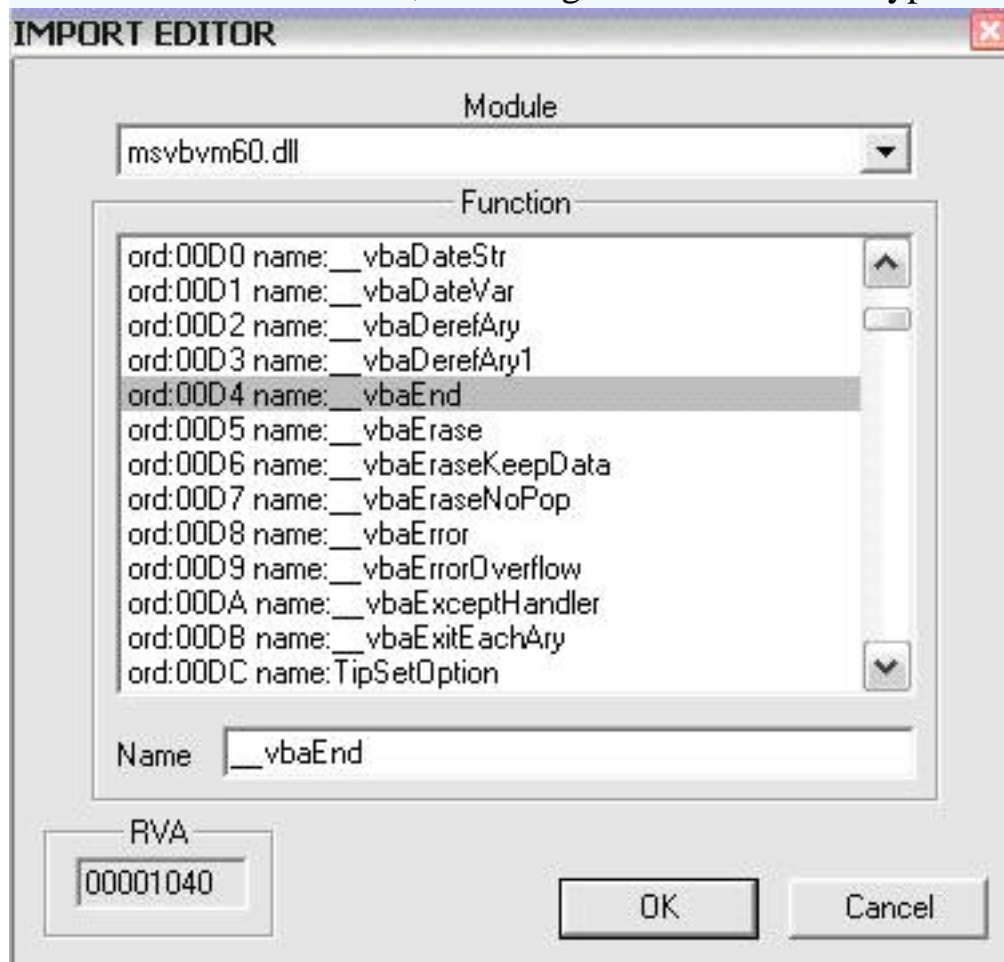 IMPORT EDITOR
Module
msvbvm60.dll
Function
ord:00D0 name:__vbaDateStr
ord:00D1 name:__vbaDateVar
ord:00D2 name:__vbaDerefAry
ord:00D3 name:__vbaDerefAry1
ord:00D4 name:__vbaEnd
ord:00D5 name:__vbaErase
ord:00D6 name:__vbaEraseKeepData
ord:00D7 name:__vbaEraseNoPop
ord:00D8 name:__vbaError
ord:00D9 name:__vbaErrorOverflow
ord:00DA name:__vbaExceptHandler
ord:00DB name:__vbaExitEachAry
ord:00DC name:TipSetOption
Name __vbaEnd
RVA
00001040
OK Cancel